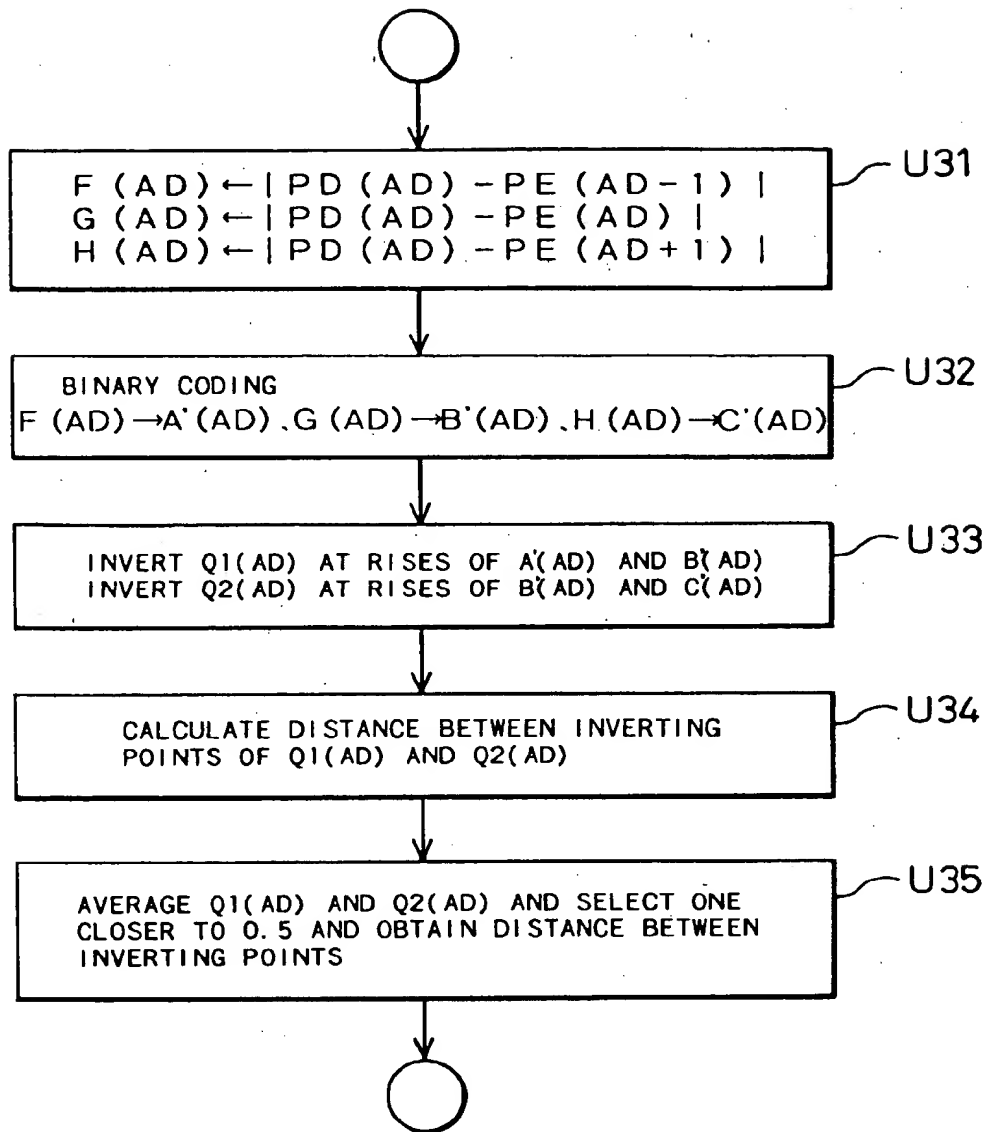 F (AD) ← | PD (AD) - PE (AD-1) |
G (AD) ← | PD (AD) - PE (AD) |
H (AD) ← | PD (AD) - PE (AD+1) |
U31
BINARY CODING
F (AD) → A' (AD) 、G (AD) → B' (AD) 、H (AD) → C' (AD)
U32
INVERT Q1(AD) AT RISES OF A'(AD) AND B'(AD)
INVERT Q2(AD) AT RISES OF B'(AD) AND C'(AD)
U33
CALCULATE DISTANCE BETWEEN INVERTING
POINTS OF Q1(AD) AND Q2(AD)
U34
AVERAGE Q1(AD) AND Q2(AD) AND SELECT ONE
CLOSER TO 0.5 AND OBTAIN DISTANCE BETWEEN
INVERTING POINTS
U35